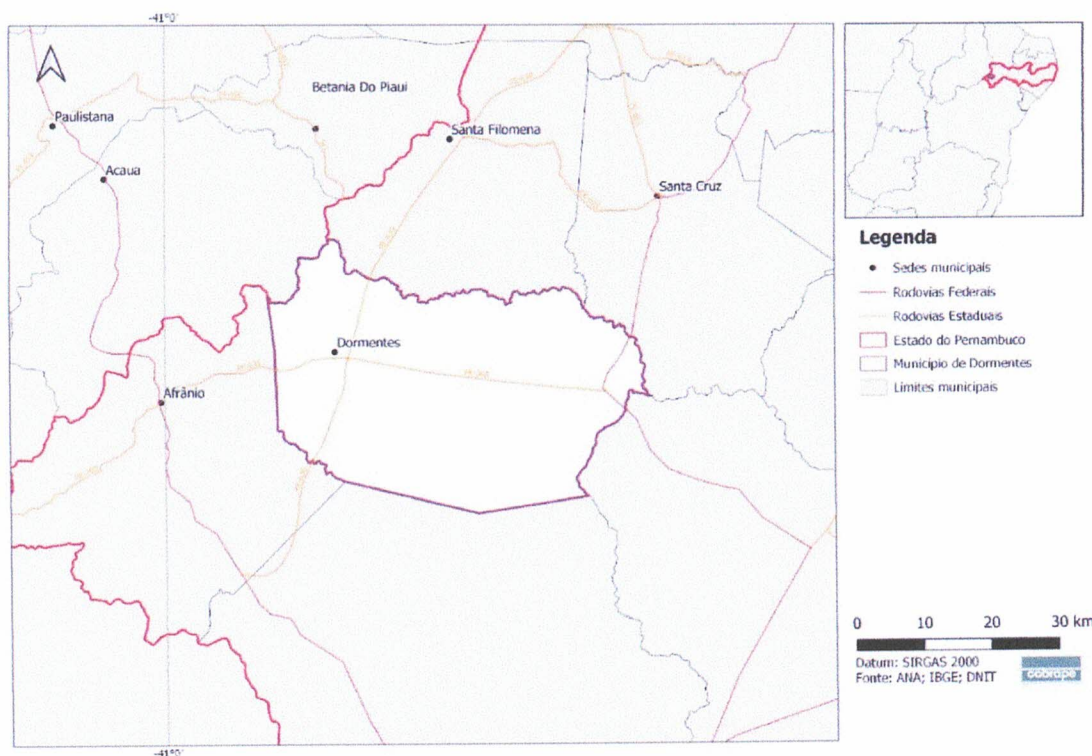 -41°0'
Betania Do Piaui
Paulistana
Santa Filomena
Acaua
Santa Cruz
Dormentes
Afrânio
-41°0'
Legenda
Sedes municipais
Rodovias Federais
Rodovias Estaduais
Estado do Pernambuco
Municipio de Dormentes
Limites municipais
0 10 20 30 km
Datum: SIRGAS 2000
Fonte: ANA; IBGE; DNIT
cobrape